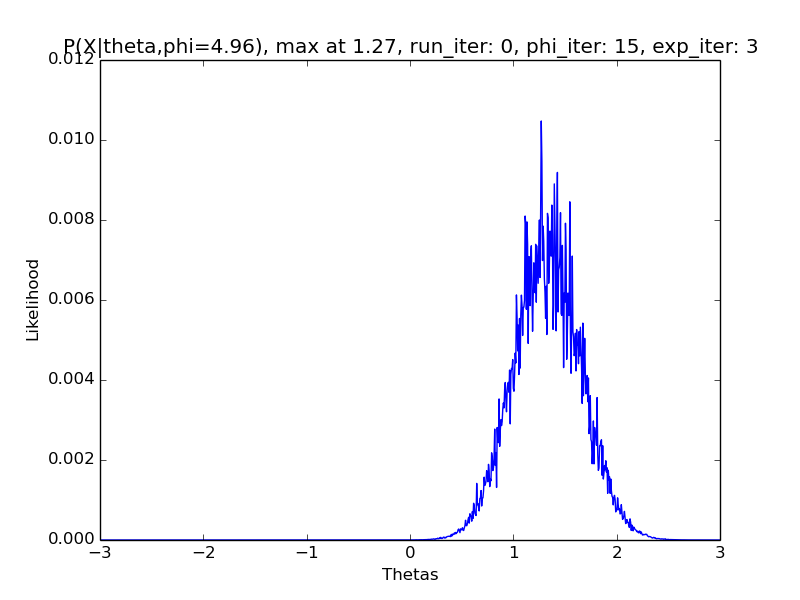 P(X|theta,phi=4.96), max at 1.27, run_iter: 0, phi_iter: 15, exp_iter: 3
0.012
0.010
0.008
0.006
0.004
0.002
0.000
Likelihood
−3 −2 −1 0 1 2 3
Thetas